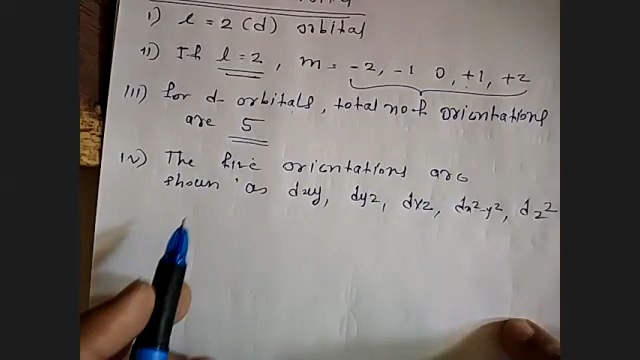 i) l = 2 (d) orbital
ii) If l = 2, m = -2, -1 0, +1, +2
iii) for d-orbitals, total no of orientations
are 5
iv) The five orientations are
shown as dxy, dyz, dxz, dx²-y², dz²